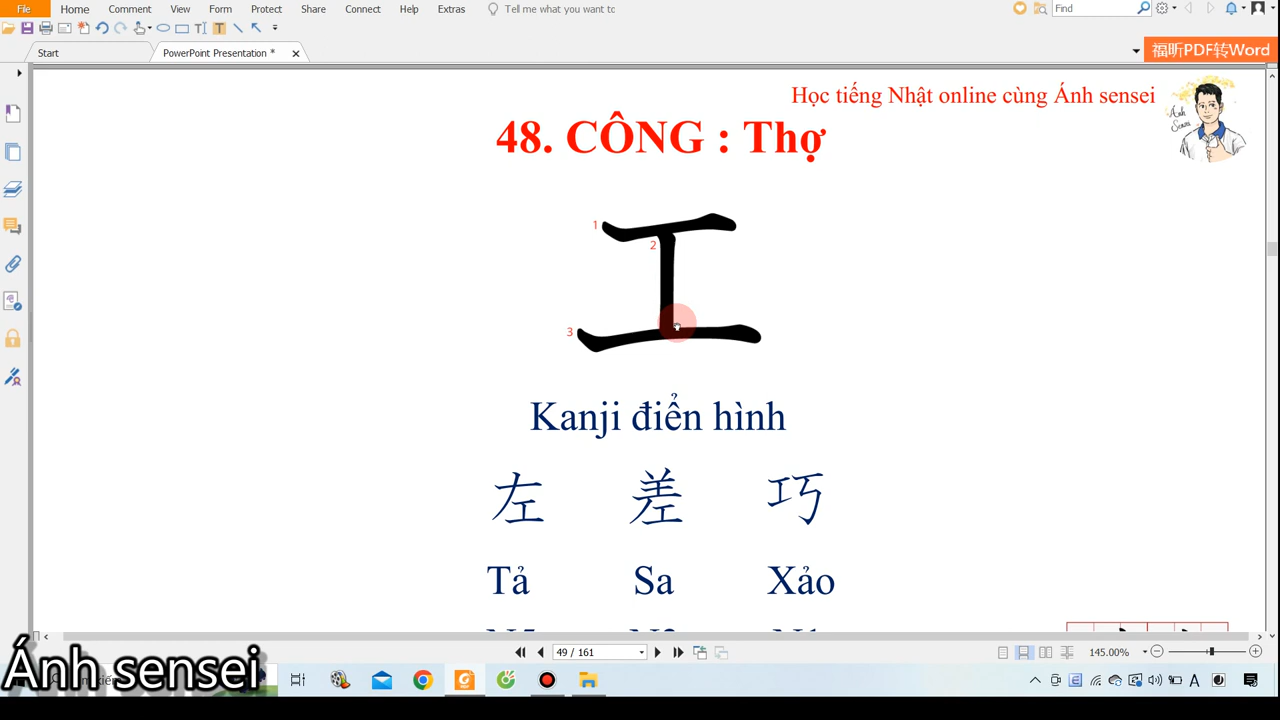 File Home Comment View Form Protect Share Connect Help Extras Tell me what you want to Find
Start PowerPoint Presentation * 福昕PDF转Word
Học tiếng Nhật online cùng Ánh sensei
Ánh
Sensei
48. CÔNG : Thợ
1
2
工
3
Kanji điển hình
左 差 巧
Tả Sa Xảo
49 / 161 145.00%
Ánh sensei